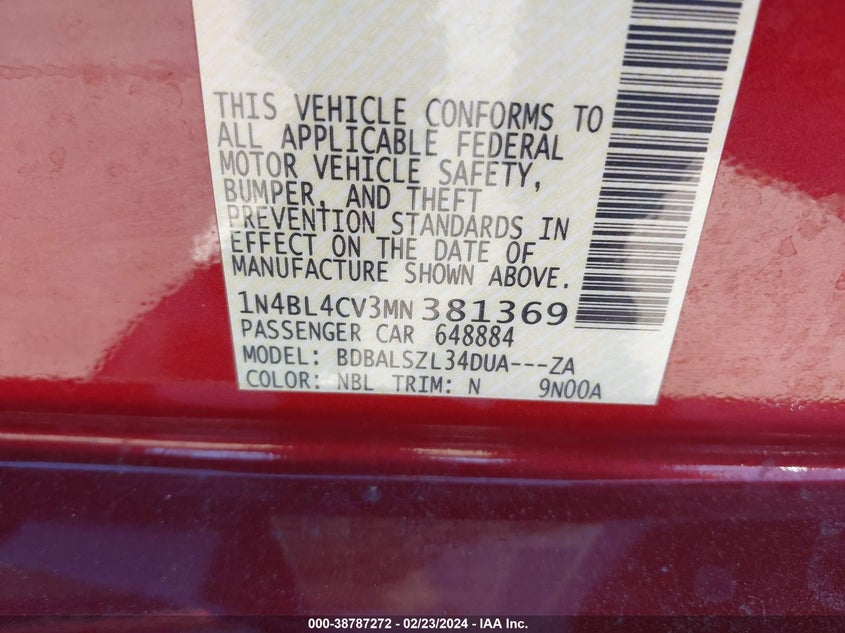 THIS VEHICLE CONFORMS TO
ALL APPLICABLE FEDERAL
MOTOR VEHICLE SAFETY,
BUMPER, AND THEFT
PREVENTION STANDARDS IN
EFFECT ON THE DATE OF
MANUFACTURE SHOWN ABOVE.
1N4BL4CV3MN381369
PASSENGER CAR 648884
MODEL: BDBALSZL34DUA---ZA
COLOR: NBL TRIM: N 9N00A
000-38787272 - 02/23/2024 - IAA Inc.